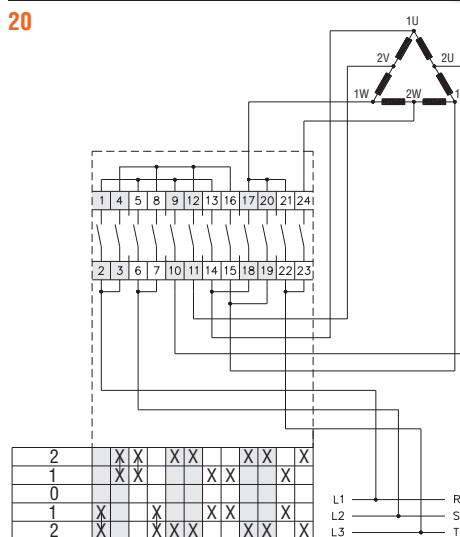 20
1U
2V
2U
1W
2W
1
1 4 5 8 9 12 13 16 17 20 21 24
2 3 6 7 10 11 14 15 18 19 22 23
2 X X X X X X X
1 X X X X X
0
1 X X X X X
2 X X X X X X X
L1 R
L2 S
L3 T